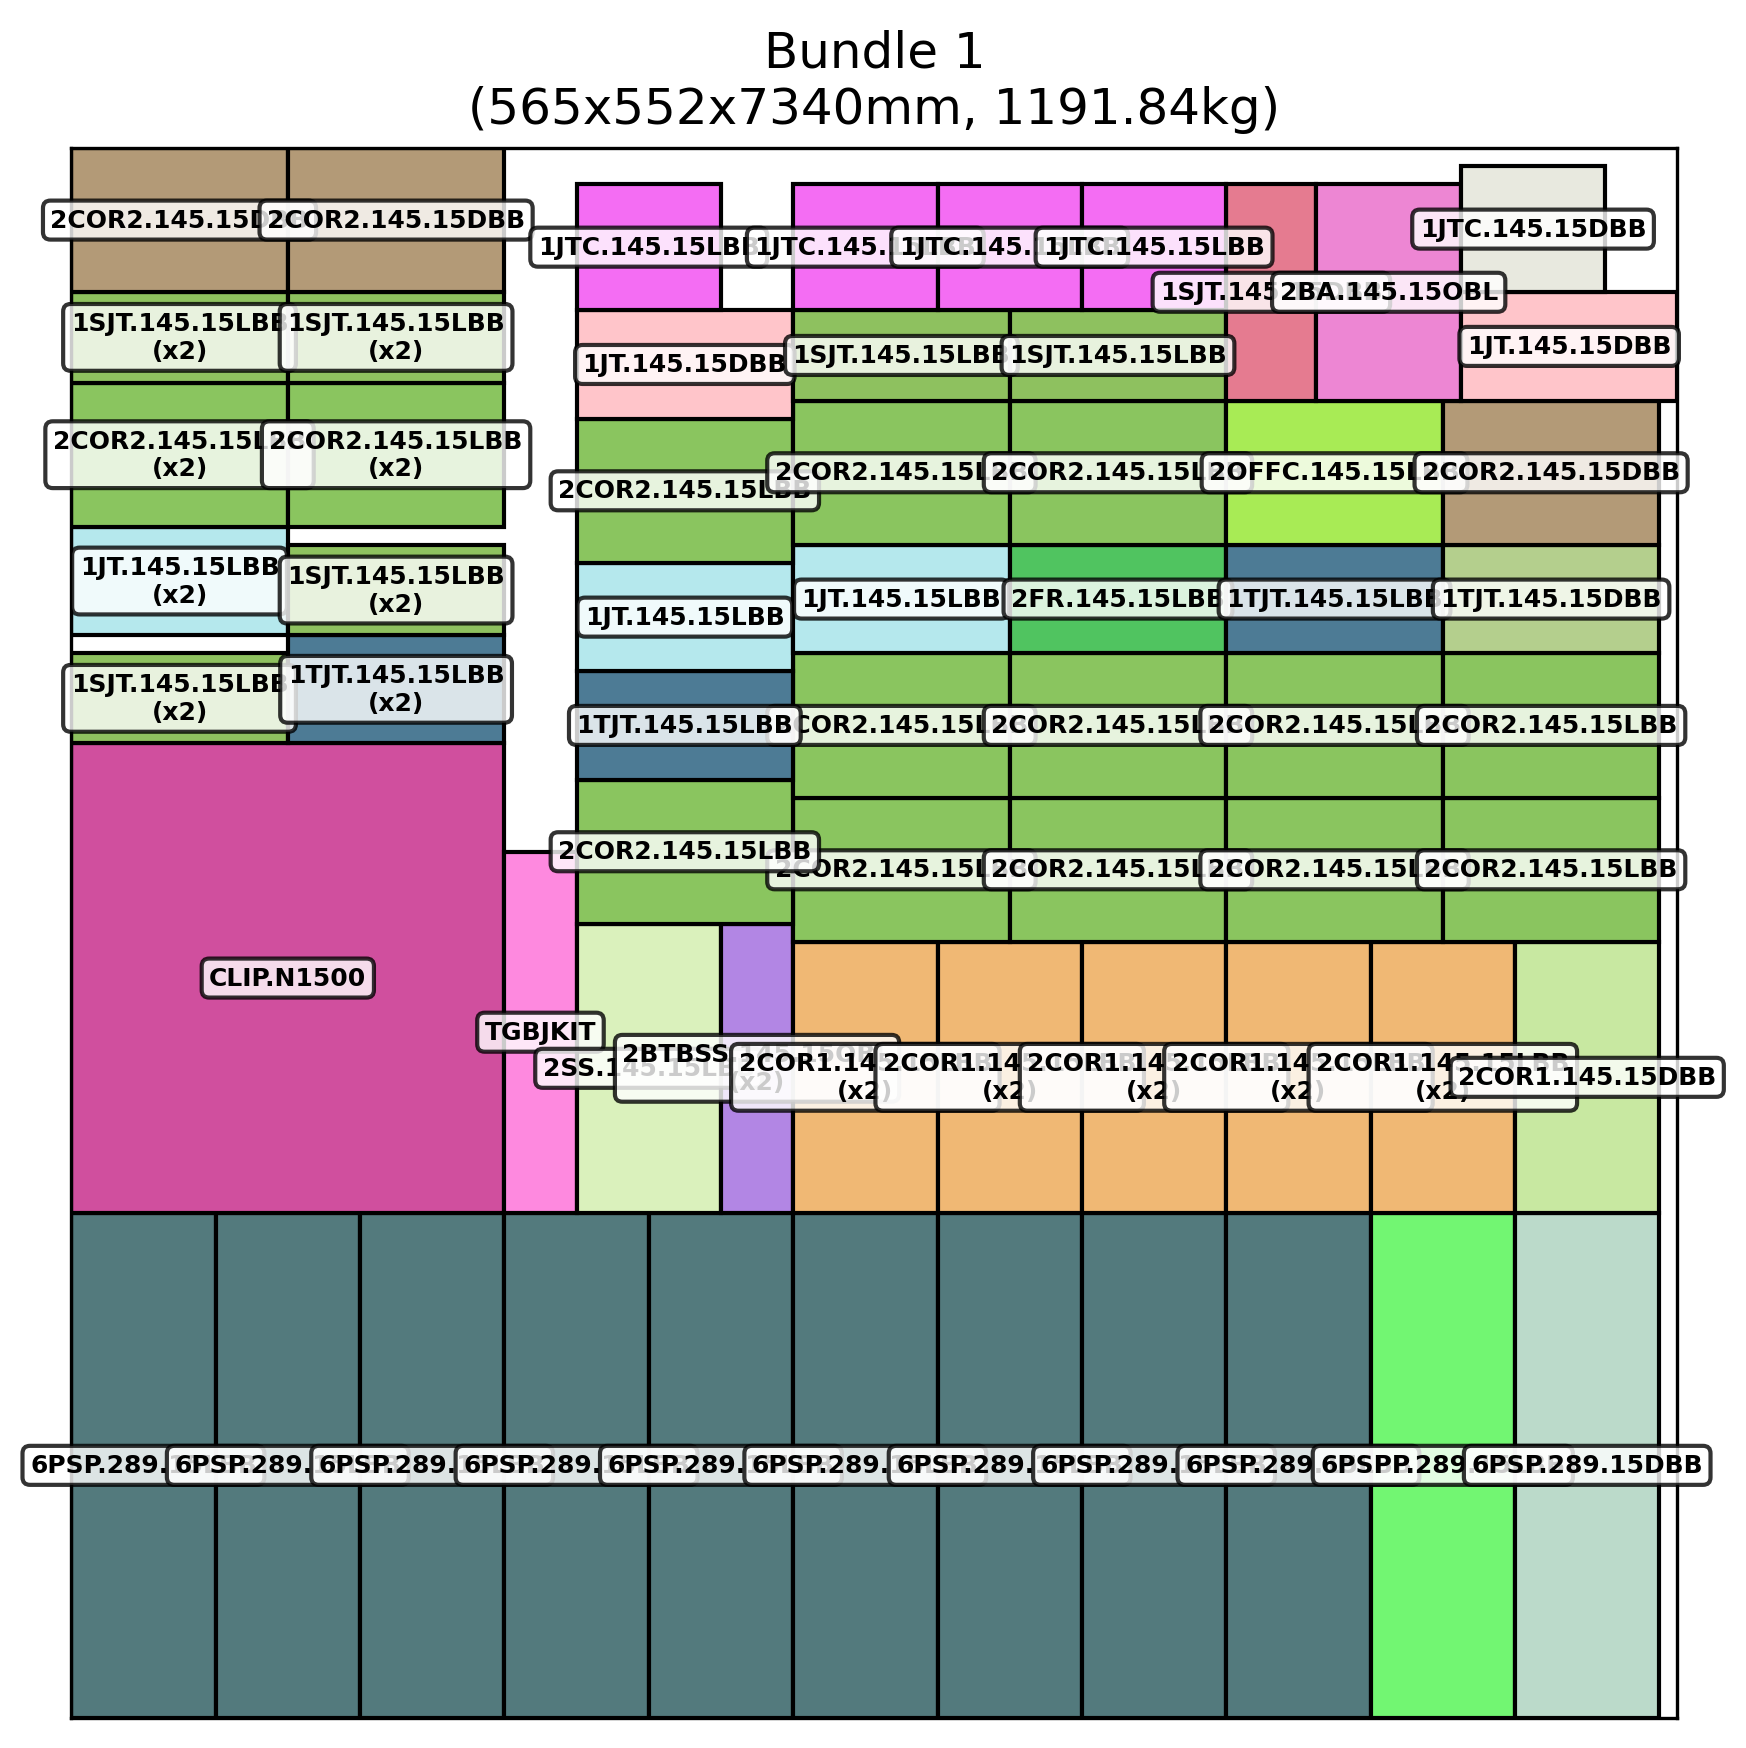 Bundle 1
(565x552x7340mm, 1191.84kg)
2COR2.145.15D
2COR2.145.15DBB
1JTC.145.15LBB
1JTC.145.
1JTC.145.
1JTC.145.15LBB
1JTC.145.15DBB
1SJT.145
2BA.145.15OBL
1SJT.145.15LBB
(x2)
1SJT.145.15LBB
(x2)
1JT.145.15DBB
1SJT.145.15LBB
1SJT.145.15LBB
1JT.145.15DBB
2COR2.145.15L
(x2)
2COR2.145.15LBB
(x2)
2COR2.145.15LBB
2COR2.145.15L
2COR2.145.15L
2OFFC.145.15L
2COR2.145.15DBB
1JT.145.15LBB
(x2)
1SJT.145.15LBB
(x2)
1JT.145.15LBB
1JT.145.15LBB
2FR.145.15LBB
1TJT.145.15LBB
1TJT.145.15DBB
1SJT.145.15LBB
(x2)
1TJT.145.15LBB
(x2)
1TJT.145.15LBB
COR2.145.15L
2COR2.145.15L
2COR2.145.15L
2COR2.145.15LBB
2COR2.145.15LBB
2COR2.145.15L
2COR2.145.15L
2COR2.145.15L
2COR2.145.15LBB
CLIP.N1500
TGBJKIT
2SS.145.15LB
2BTBSS.145.15OB
(x2)
2COR1.145
(x2)
2COR1.145
(x2)
2COR1.145
(x2)
2COR1.145
(x2)
2COR1.145.15LBB
(x2)
2COR1.145.15DBB
6PSP.289.
6PSP.289.
6PSP.289.
6PSP.289.
6PSP.289.
6PSP.289.
6PSP.289.
6PSP.289.
6PSP.289.
6PSPP.289
6PSP.289.15DBB